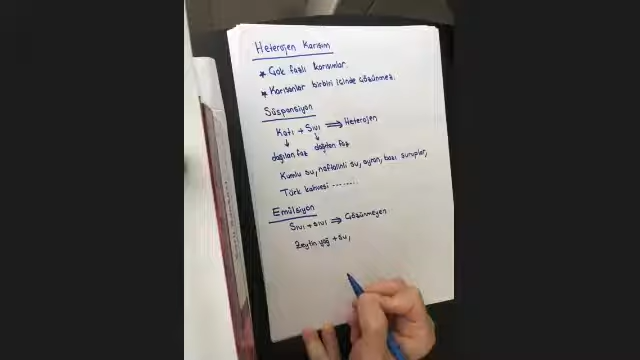 Heterojen Karışım
* Çok fazlı karışımlar.
* Karışanlar birbiri içinde çözünmez.
Süspansiyon
Katı + Sıvı ⇒ Heterojen
dağılan faz dağıtan faz
Kumlu su, naftalinli su, ayran, bazı şuruplar,
Türk kahvesi ........
Emülsiyon
Sıvı + sıvı ⇒ Çözünmeyen
Zeytin yağ + su,